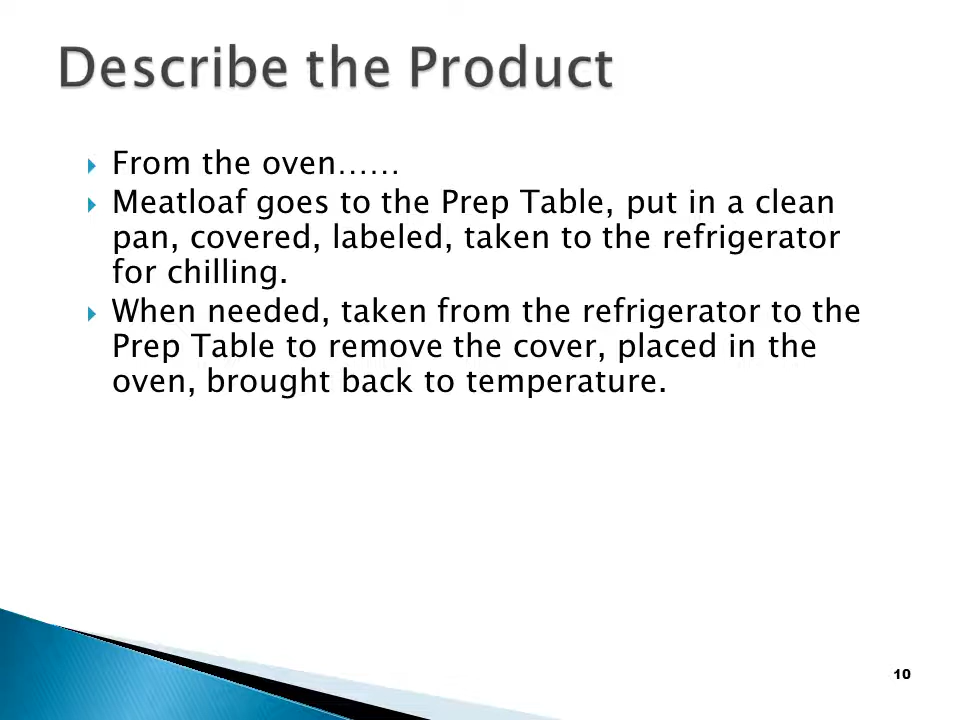 Describe the Product
From the oven……
Meatloaf goes to the Prep Table, put in a clean
pan, covered, labeled, taken to the refrigerator
for chilling.
When needed, taken from the refrigerator to the
Prep Table to remove the cover, placed in the
oven, brought back to temperature.
10